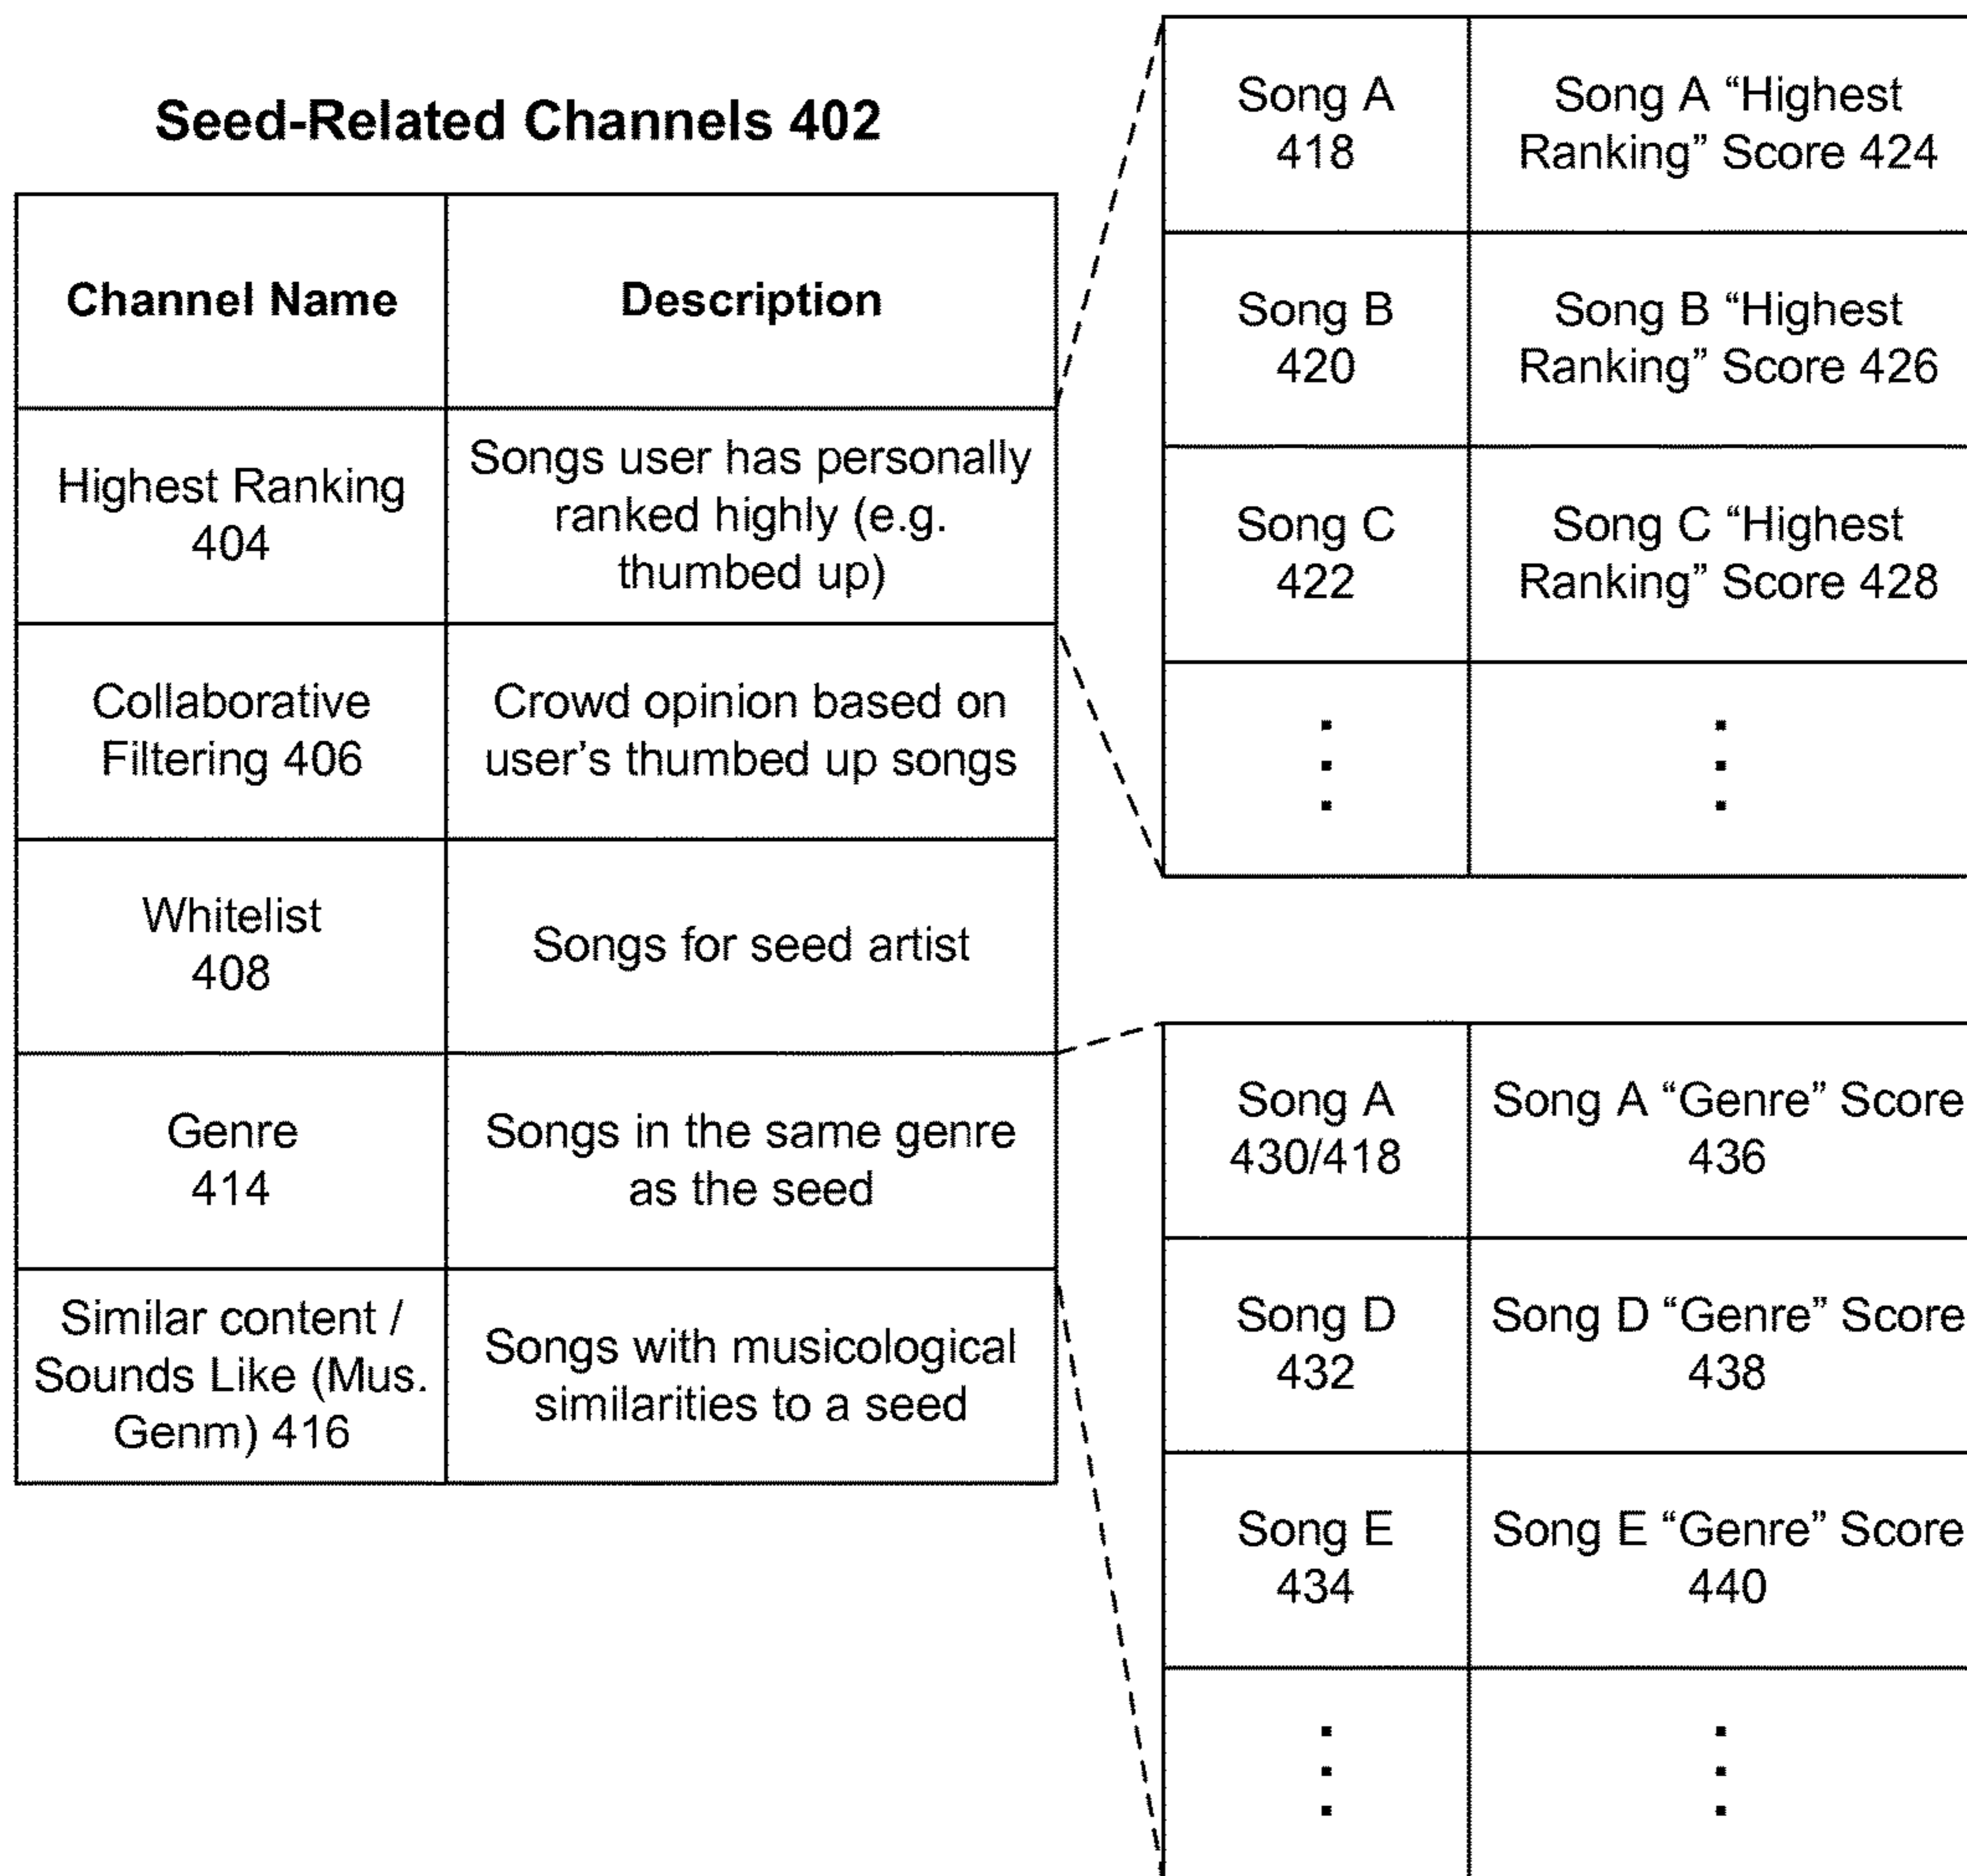 Seed-Related Channels 402
Channel Name
Description
Highest Ranking
404
Songs user has personally
ranked highly (e.g.
thumbed up)
Collaborative
Filtering 406
Crowd opinion based on
user’s thumbed up songs
Whitelist
408
Songs for seed artist
Genre
414
Songs in the same genre
as the seed
Similar content /
Sounds Like (Mus.
Genm) 416
Songs with musicological
similarities to a seed
Song A
418
Song A “Highest
Ranking” Score 424
Song B
420
Song B “Highest
Ranking” Score 426
Song C
422
Song C “Highest
Ranking” Score 428
Song A
430/418
Song A “Genre” Score
436
Song D
432
Song D “Genre” Score
438
Song E
434
Song E “Genre” Score
440